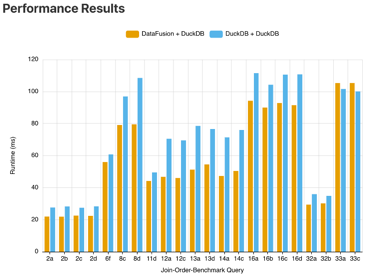 Performance Results
DataFusion + DuckDB DuckDB + DuckDB
120
100
80
60
40
20
0
Runtime (ms)
2a 2b 2c 2d 6f 8c 8d 11d 12b 12c 13a 13d 14a 14c 16a 16b 16c 16d 32a 32b 33a 33c
Join-Order-Benchmark Query